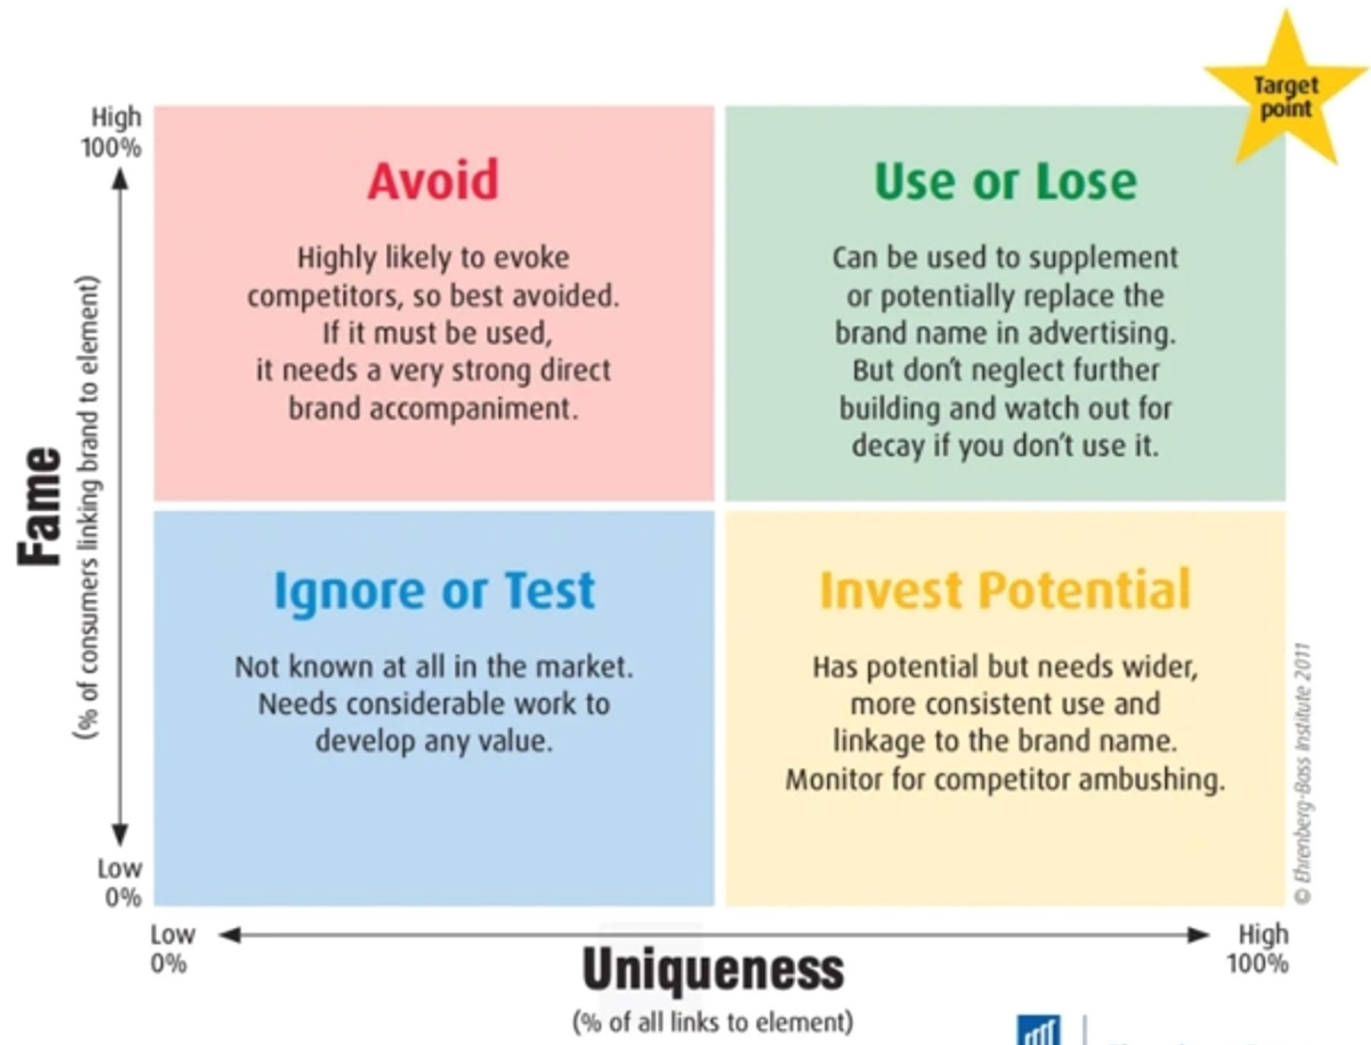 Target
point
High
100%
Avoid
Highly likely to evoke
competitors, so best avoided.
If it must be used,
it needs a very strong direct
brand accompaniment.
Use or Lose
Can be used to supplement
or potentially replace the
brand name in advertising.
But don't neglect further
building and watch out for
decay if you don't use it.
Fame
(% of consumers linking brand to element)
Ignore or Test
Not known at all in the market.
Needs considerable work to
develop any value.
Invest Potential
Has potential but needs wider,
more consistent use and
linkage to the brand name.
Monitor for competitor ambushing.
© Ehrenberg-Bass Institute 2011
Low
0%
Low
0%
High
100%
Uniqueness
(% of all links to element)